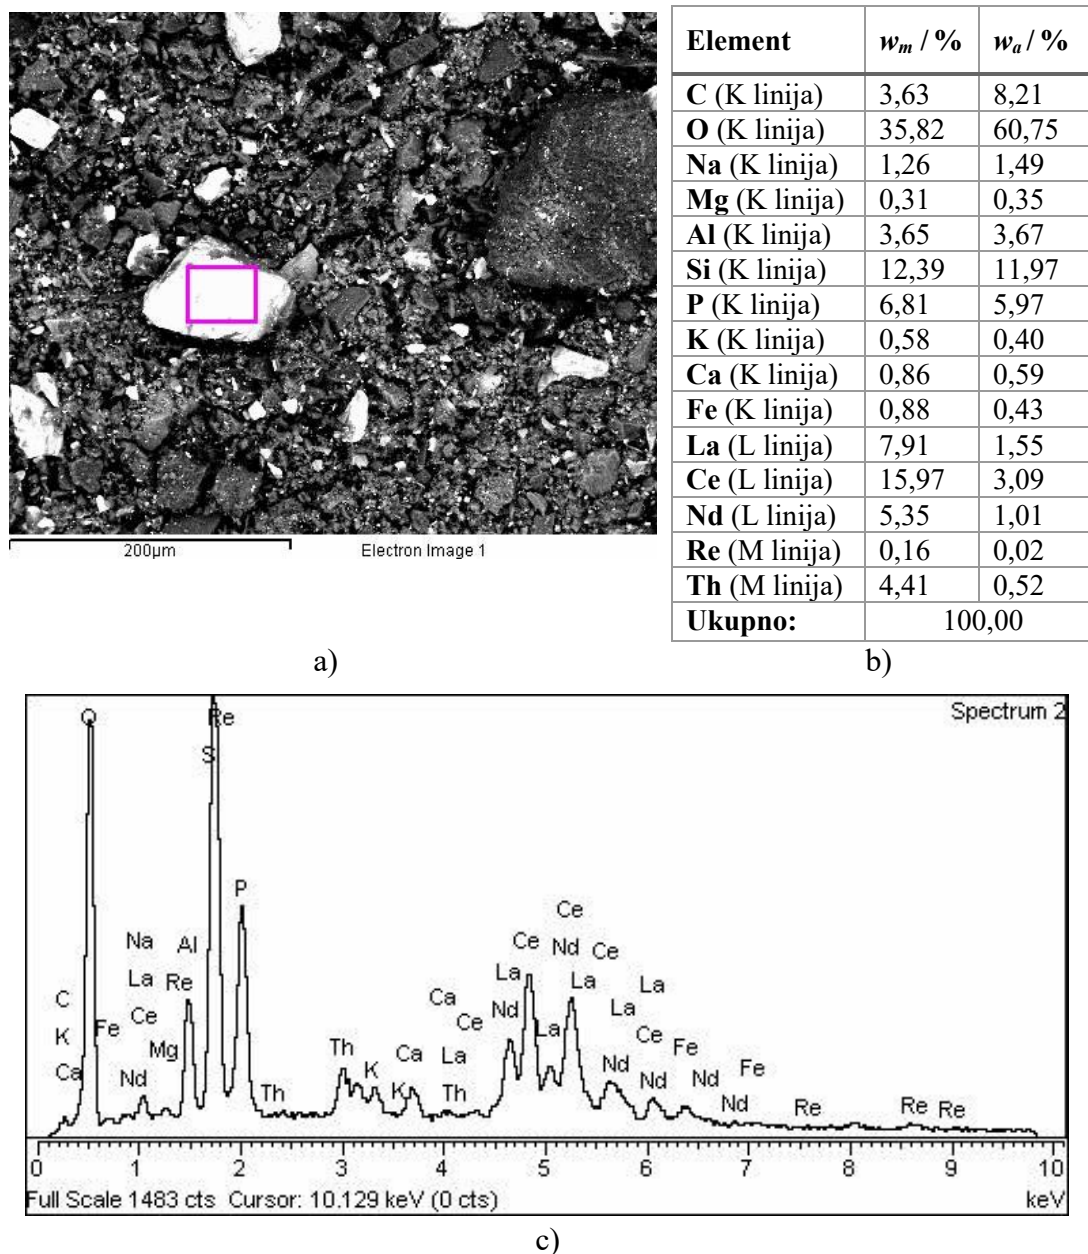 200µm Electron Image 1
a)
Element w_m / % w_a / %
C (K linija) 3,63 8,21
O (K linija) 35,82 60,75
Na (K linija) 1,26 1,49
Mg (K linija) 0,31 0,35
Al (K linija) 3,65 3,67
Si (K linija) 12,39 11,97
P (K linija) 6,81 5,97
K (K linija) 0,58 0,40
Ca (K linija) 0,86 0,59
Fe (K linija) 0,88 0,43
La (L linija) 7,91 1,55
Ce (L linija) 15,97 3,09
Nd (L linija) 5,35 1,01
Re (M linija) 0,16 0,02
Th (M linija) 4,41 0,52
Ukupno: 100,00
b)
Spectrum 2
O Re
S
P
Ce
Na Al Ce Nd Ce
La Re La La La
C Ca Nd La
Ce Ce Ce
K Fe Th Ca La La Fe
Mg K Nd
Ca Nd Th K Th Nd Nd Fe
Nd Re Re Re
0 1 2 3 4 5 6 7 8 9 10
Full Scale 1483 cts Cursor: 10.129 keV (0 cts) keV
c)